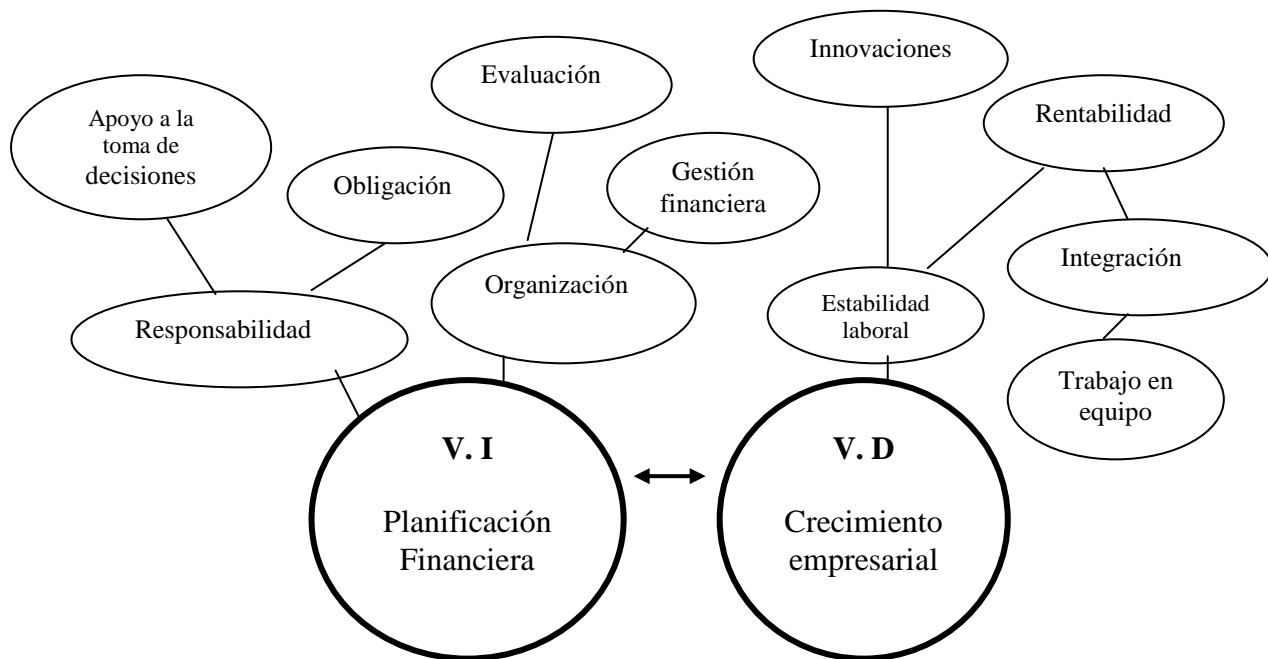 Innovaciones
Evaluación
Rentabilidad
Apoyo a la
toma de
decisiones
Obligación
Gestión
financiera
Organización
Integración
Responsabilidad
Estabilidad
laboral
Trabajo en
equipo
V. I
Planificación
Financiera
V. D
Crecimiento
empresarial